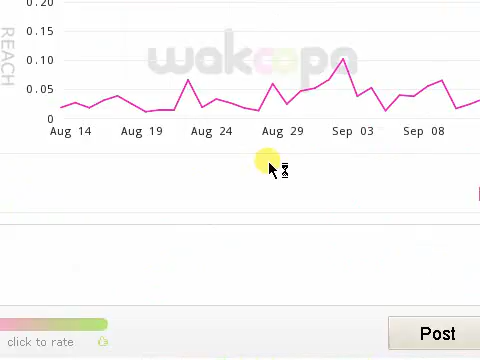 0.20
0.15
REACH
wakoopa
0.10
0.05
0
Aug 14 Aug 19 Aug 24 Aug 29 Sep 03 Sep 08
click to rate
Post